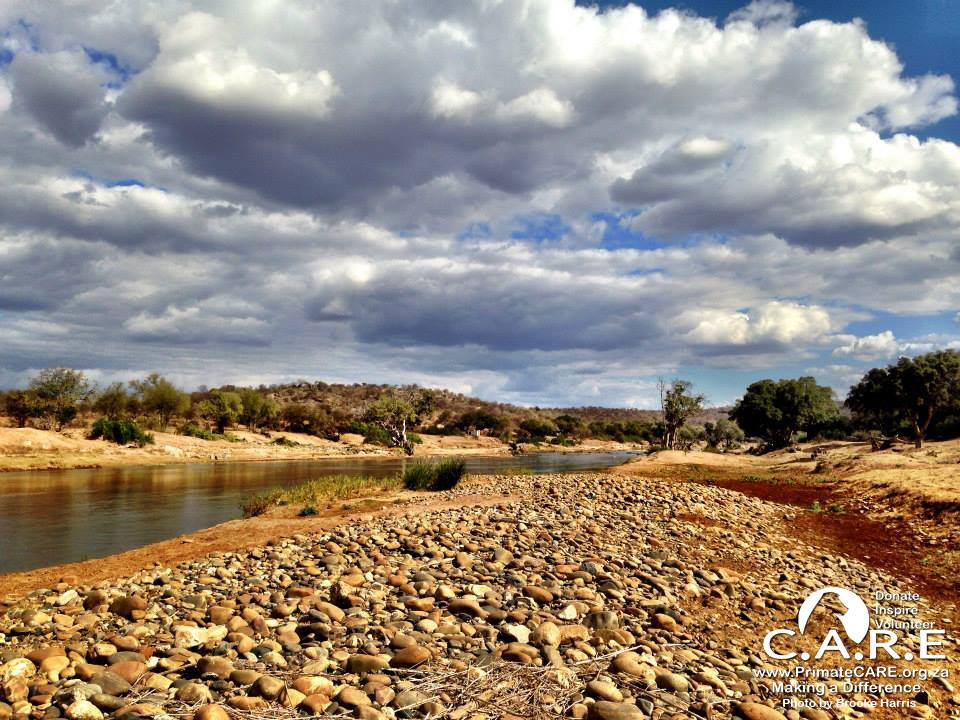 Donate
Inspire
Volunteer
C.A.R.E
www.PrimateCARE.org.za
Making a Difference.
Photo by Brooke Harris